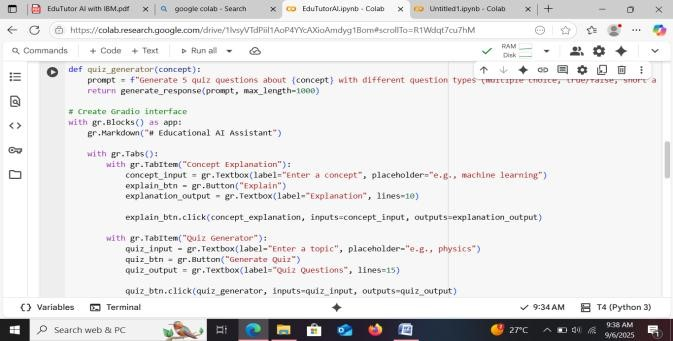 EduTutor AI with IBM.pdf
google colab - Search
EduTutorAI.ipynb - Colab
Untitled1.ipynb - Colab
https://colab.research.google.com/drive/1lvsyVTdPiil1AoP4YYcAXioAmdyg1Bom#scrollTo=R1Wdqt7cu7hM
Commands + Code + Text Run all
RAM
Disk
def quiz_generator(concept):
prompt = f"Generate 5 quiz questions about {concept} with different question types (multiple choice, true/false, short a
return generate_response(prompt, max_length=1000)
# Create Gradio interface
with gr.Blocks() as app:
gr.Markdown("# Educational AI Assistant")
with gr.Tabs():
with gr.TabItem("Concept Explanation"):
concept_input = gr.Textbox(label="Enter a concept", placeholder="e.g., machine learning")
explain_btn = gr.Button("Explain")
explanation_output = gr.Textbox(label="Explanation", lines=10)
explain_btn.click(concept_explanation, inputs=concept_input, outputs=explanation_output)
with gr.TabItem("Quiz Generator"):
quiz_input = gr.Textbox(label="Enter a topic", placeholder="e.g., physics")
quiz_btn = gr.Button("Generate Quiz")
quiz_output = gr.Textbox(label="Quiz Questions", lines=15)
quiz_btn.click(quiz_generator, inputs=quiz_input, outputs=quiz_output)
Variables Terminal 9:34 AM T4 (Python 3)
Search web & PC 27°C 9:38 AM
9/6/2025